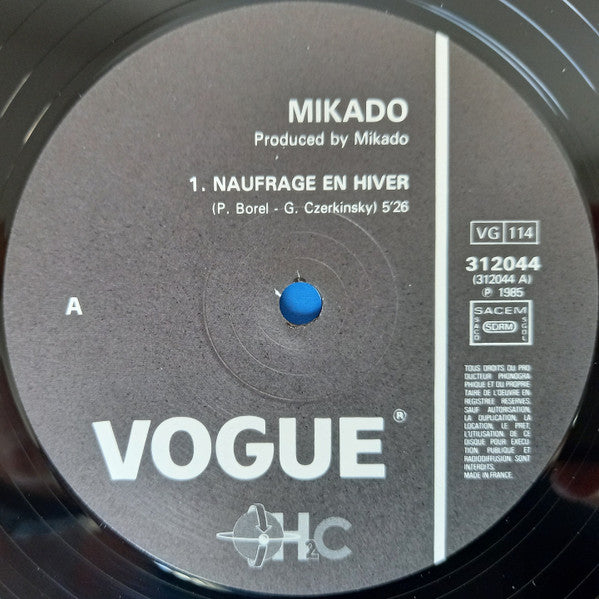 MIKADO
Produced by Mikado
1. NAUFRAGE EN HIVER
(P. Borel - G. Czerkinsky) 5'26
VG 114
312044
(312044 A)
℗ 1985
SACEM
SACD SDRM SGDL
A
TOUS DROITS DU PRO-
DUCTEUR PHONOGRA-
PHIQUE ET DU PROPRIE-
TAIRE DE L'ŒUVRE EN-
REGISTREE RESERVES.
SAUF AUTORISATION,
LA DUPLICATION, LA
LOCATION, LE PRET,
L'UTILISATION DE CE
DISQUE POUR EXECU-
TION PUBLIQUE ET
RADIODIFFUSION, SONT
INTERDITS.
MADE IN FRANCE.
VOGUE®
H2C